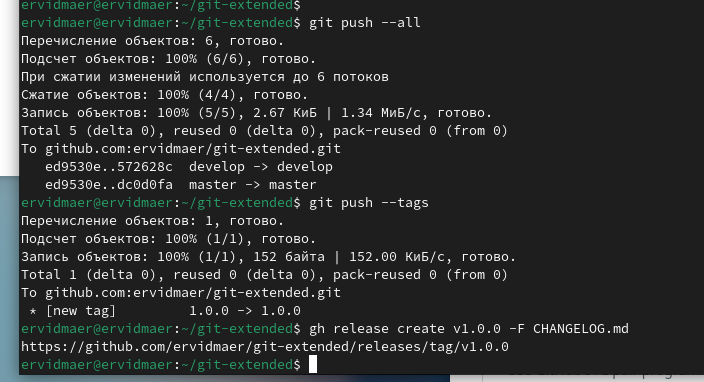 ervidmaer@ervidmaer:~/git-extended$
ervidmaer@ervidmaer:~/git-extended$ git push --all
Перечисление объектов: 6, готово.
Подсчет объектов: 100% (6/6), готово.
При сжатии изменений используется до 6 потоков
Сжатие объектов: 100% (4/4), готово.
Запись объектов: 100% (5/5), 2.67 КиБ | 1.34 МиБ/с, готово.
Total 5 (delta 0), reused 0 (delta 0), pack-reused 0 (from 0)
To github.com:ervidmaer/git-extended.git
   ed9530e..572628c  develop -> develop
   ed9530e..dc0d0fa  master -> master
ervidmaer@ervidmaer:~/git-extended$ git push --tags
Перечисление объектов: 1, готово.
Подсчет объектов: 100% (1/1), готово.
Запись объектов: 100% (1/1), 152 байта | 152.00 КиБ/с, готово.
Total 1 (delta 0), reused 0 (delta 0), pack-reused 0 (from 0)
To github.com:ervidmaer/git-extended.git
 * [new tag]         1.0.0 -> 1.0.0
ervidmaer@ervidmaer:~/git-extended$ gh release create v1.0.0 -F CHANGELOG.md
https://github.com/ervidmaer/git-extended/releases/tag/v1.0.0
ervidmaer@ervidmaer:~/git-extended$